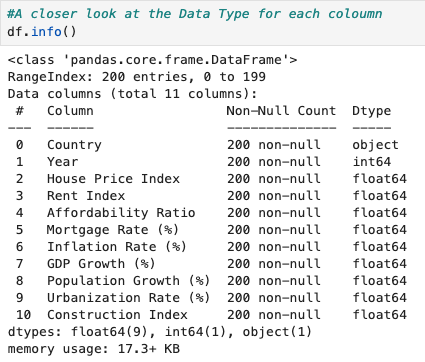 #A closer look at the Data Type for each coloumn
df.info()
<class 'pandas.core.frame.DataFrame'>
RangeIndex: 200 entries, 0 to 199
Data columns (total 11 columns):
 #   Column                 Non-Null Count  Dtype
---  ------                 --------------  -----
 0   Country                200 non-null    object
 1   Year                   200 non-null    int64
 2   House Price Index      200 non-null    float64
 3   Rent Index             200 non-null    float64
 4   Affordability Ratio    200 non-null    float64
 5   Mortgage Rate (%)      200 non-null    float64
 6   Inflation Rate (%)     200 non-null    float64
 7   GDP Growth (%)         200 non-null    float64
 8   Population Growth (%)  200 non-null    float64
 9   Urbanization Rate (%)  200 non-null    float64
 10  Construction Index     200 non-null    float64
dtypes: float64(9), int64(1), object(1)
memory usage: 17.3+ KB